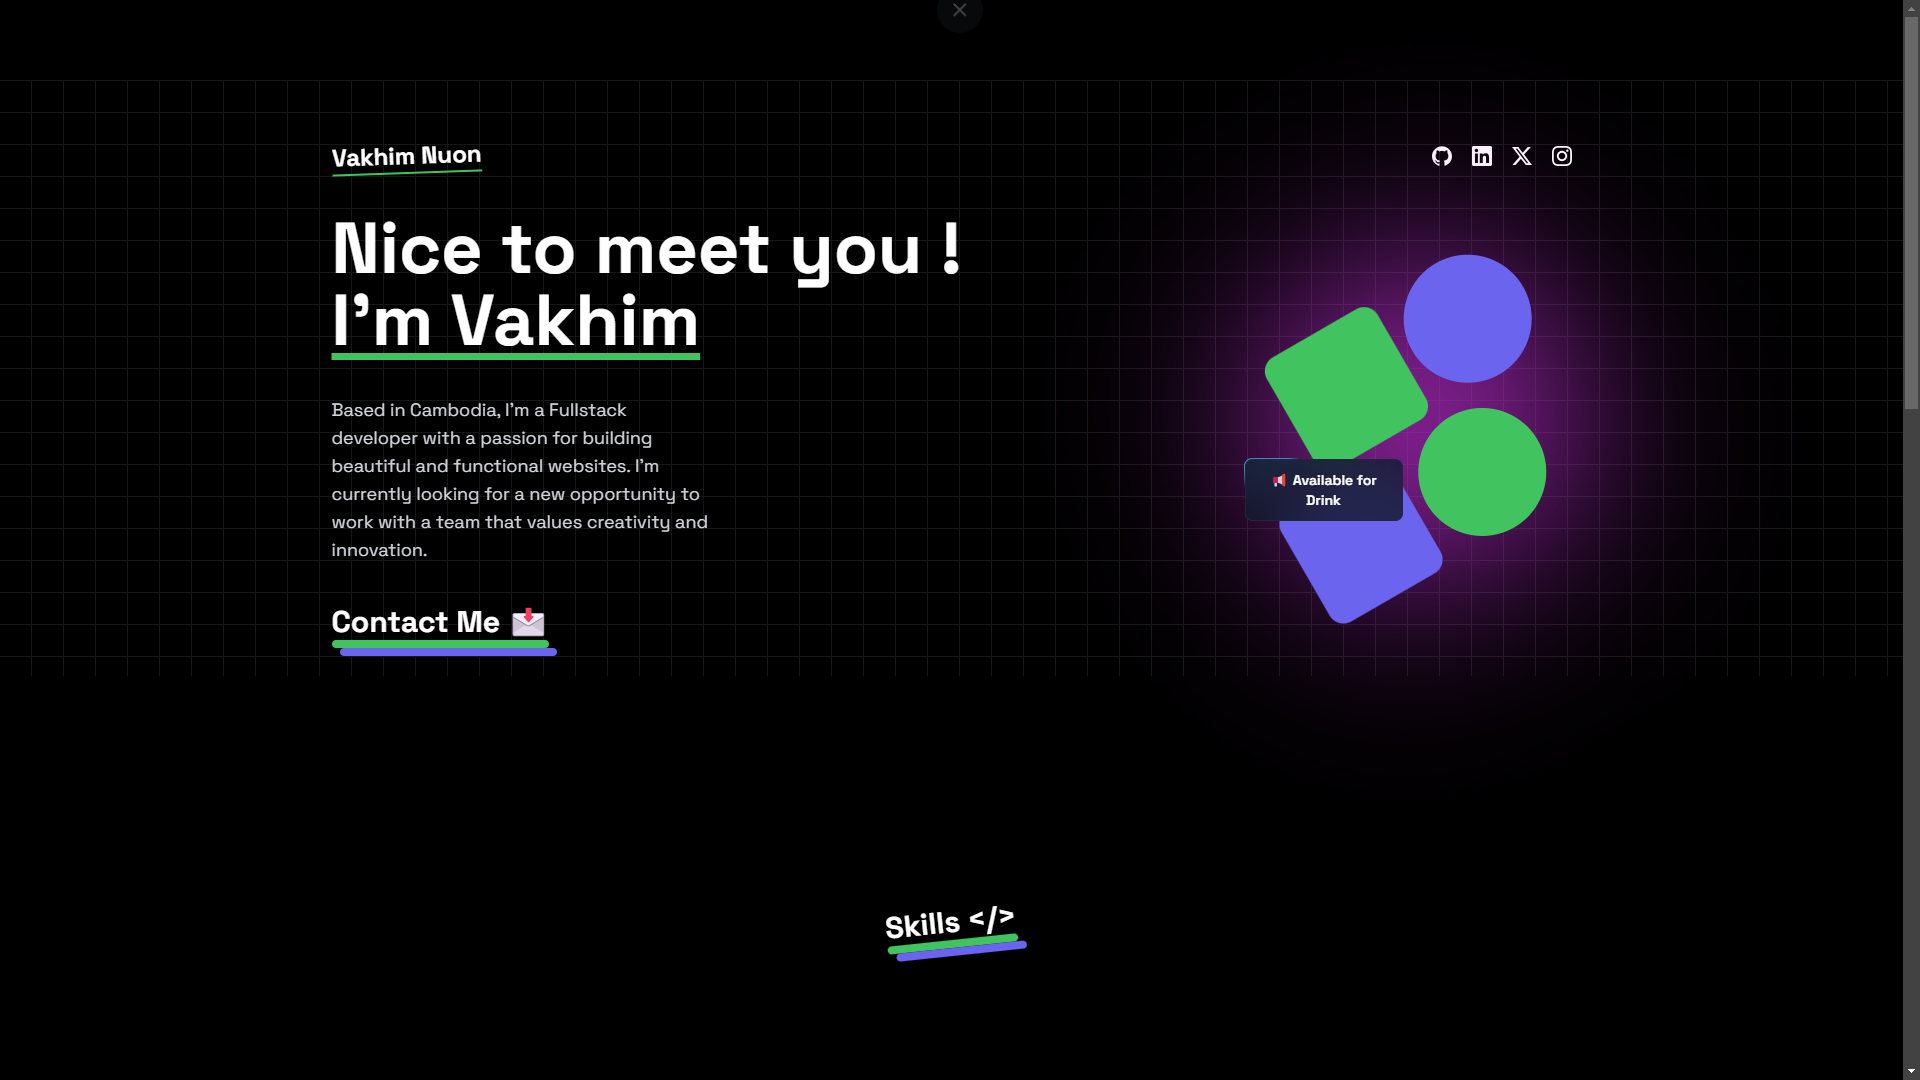 Vakhim Nuon
Nice to meet you !
I'm Vakhim
Based in Cambodia, I'm a Fullstack
developer with a passion for building
beautiful and functional websites. I'm
currently looking for a new opportunity to
work with a team that values creativity and
innovation.
Contact Me 📩
📢 Available for
Drink
Skills </>